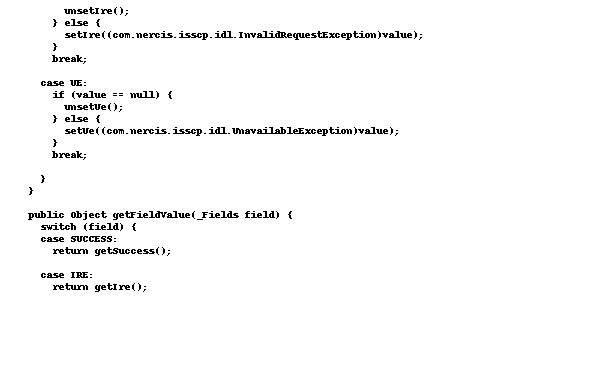 unsetIre();
} else {
setIre((com.nercis.isscp.idl.InvalidRequestException)value);
}
break;
case UE:
if (value == null) {
unsetUe();
} else {
setUe((com.nercis.isscp.idl.UnavailableException)value);
}
break;
}
}
public Object getFieldValue(_Fields field) {
switch (field) {
case SUCCESS:
return getSuccess();
case IRE:
return getIre();